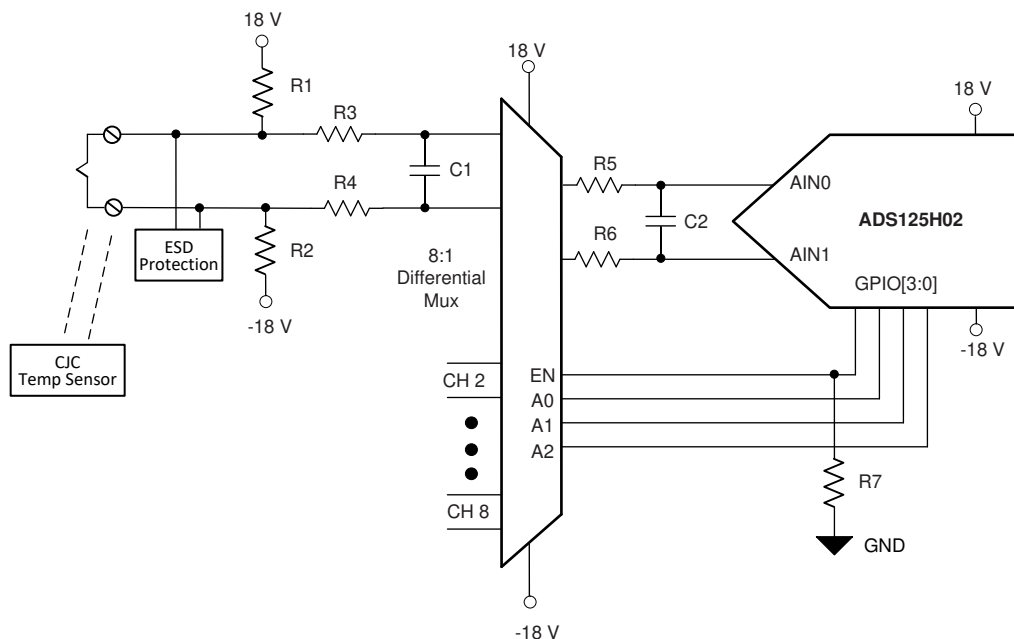 18 V
R1
R3
C1
R4
R2
-18 V
ESD
Protection
CJC
Temp Sensor
18 V
8:1
Differential
Mux
CH 2
CH 8
EN
A0
A1
A2
-18 V
R5
C2
R6
18 V
AIN0
ADS125H02
AIN1
GPIO[3:0]
-18 V
R7
GND